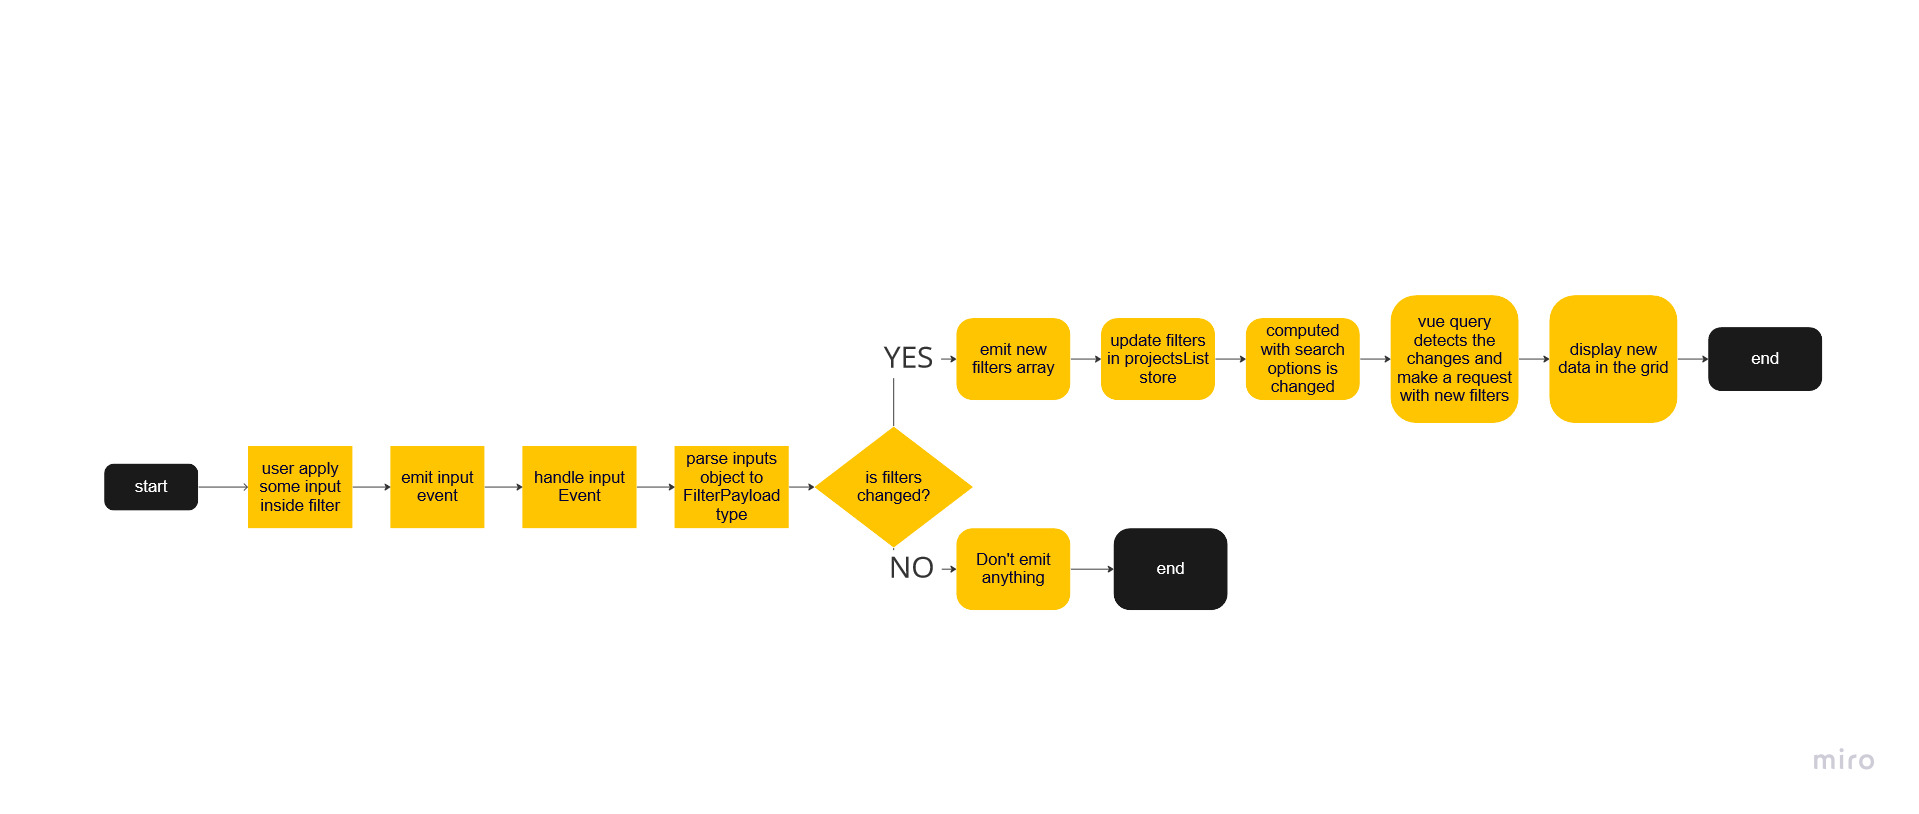 start
user apply
some input
inside filter
emit input
event
handle input
Event
parse inputs
object to
FilterPayload
type
is filters
changed?
YES
emit new
filters array
update filters
in projectsList
store
computed
with search
options is
changed
vue query
detects the
changes and
make a request
with new filters
display new
data in the grid
end
NO
Don't emit
anything
end
miro